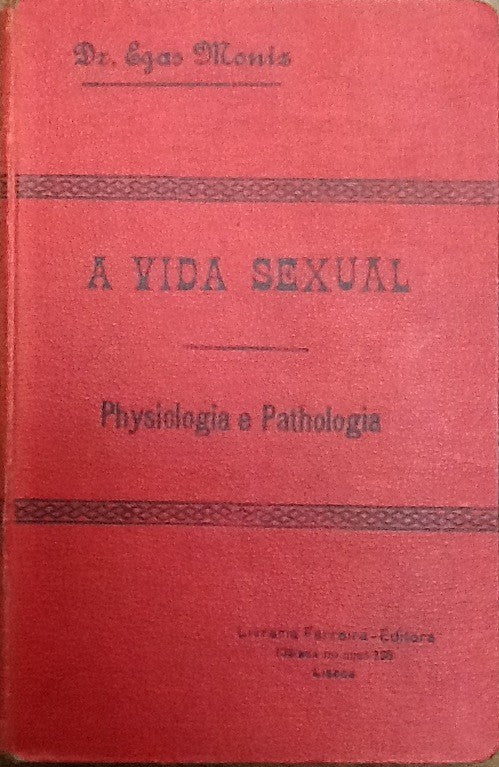 Dr. Egas Moniz
A VIDA SEXUAL
Physiologia e Pathologia
Livraria Ferreira-Editora
Lisboa